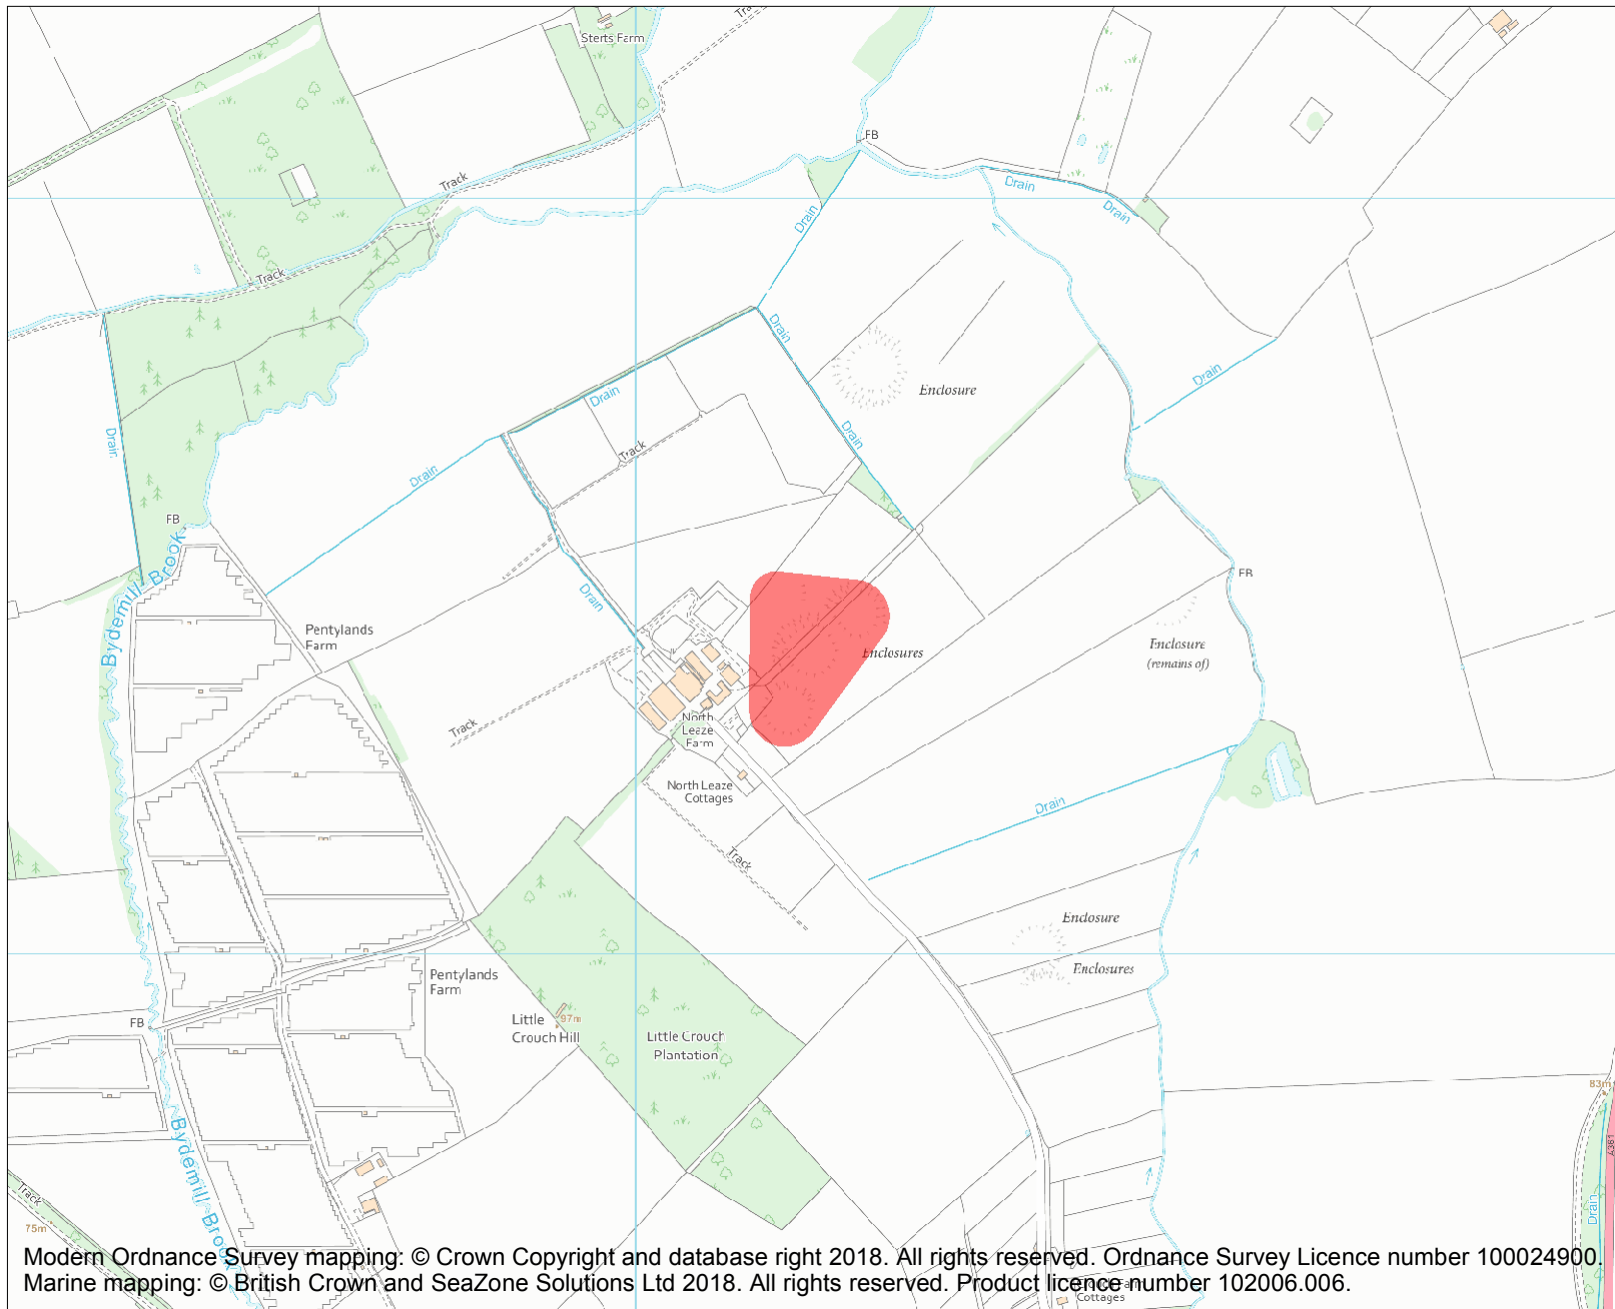 Sterts Farm
Tra
FB
Track
Drain
Drain
Drain
Track
Drain
Enclosure
Drain
Drain
Drain
Drain
Track
Drain
FB
Bydemill Brook
FB
Drain
Pentylands
Farm
Enclosure
(remains of)
Enclosures
Track
North
Leaze
Farm
North Leaze
Cottages
Drain
Track
Enclosure
Enclosures
Pentylands
Farm
FB
Little
Crouch Hill
97m
Little Crouch
Plantation
83m
A361
Bydemill Brook
Track
75m
Drain
Modern Ordnance Survey mapping: © Crown Copyright and database right 2018. All rights reserved. Ordnance Survey Licence number 100024900.
Marine mapping: © British Crown and SeaZone Solutions Ltd 2018. All rights reserved. Product licence number 102006.006.
Cottages